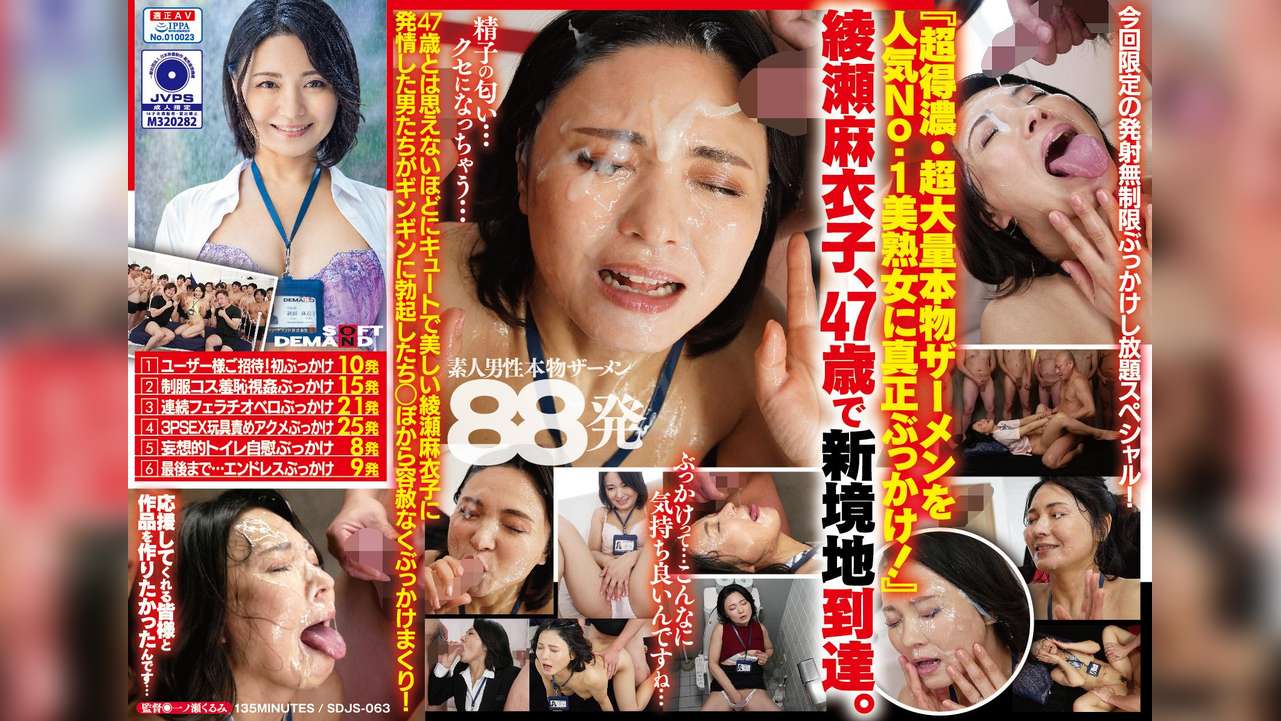 適正AV
IPPA
No.010023
JVPS
成人指定
M320282
SOFT
ON
DEMAND
1 ユーザー様ご招待!初ぶっかけ 10発
2 制服コス羞恥視姦ぶっかけ 15発
3 連続フェラチオベロぶっかけ 21発
4 3PSEX玩具責めアクメぶっかけ 25発
5 妄想的トイレ自慰ぶっかけ 8発
6 最後まで…エンドレスぶっかけ 9発
応援してくれる皆様と
作品を作りたかったんです…
監督◉一ノ瀬くるみ
135MINUTES / SDJS-063
精子の匂い…
クセになっちゃう…
47歳とは思えないほどにキュートで美しい綾瀬麻衣子に
発情した男たちがギンギンに勃起したち〇ぽから容赦なくぶっかけまくり!
素人男性本物ザーメン
88発
ぶっかけって…こんなに
気持ち良いんですね…
今回限定の発射無制限ぶっかけし放題スペシャル!
『超得濃・超大量本物ザーメンを
人気No.1美熟女に真正ぶっかけ!』
綾瀬麻衣子、47歳で新境地到達。